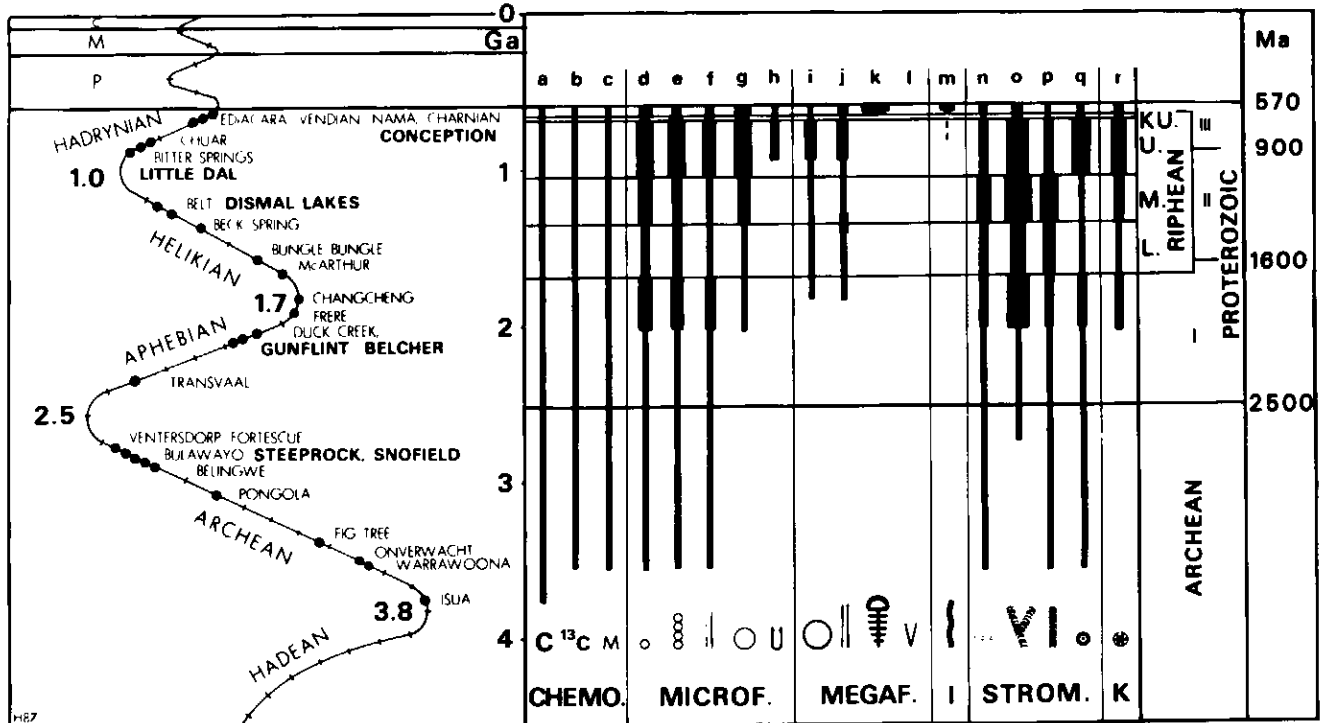 C
M
P
HADRYNIAN
EDIACARA, VENDIAN NAMA, CHARNIAN
CONCEPTION
CHUAR
BITTER SPRINGS
1.0 LITTLE DAL
BELT DISMAL LAKES
BECK SPRING
HELIKIAN
BUNGLE BUNGLE
McARTHUR
1.7 CHANGCHENG
FRERE
APHEBIAN
DUCK CREEK
GUNFLINT BELCHER
TRANSVAAL
2.5
VENTERSDORP FORTESCUE
BULAWAYO STEEPROCK, SNOFIELD
BELINGWE
PONGOLA
ARCHEAN
FIG TREE
ONVERWACHT
WARRAWOONA
3.8 ISUA
HADEAN
H87
0
Ga
1
2
3
4
a b c d e f g h i j k l m n o p q r
C 13C M
CHEMO. MICROF. MEGAF. I STROM. K
KU.
U.
M.
L.
RIPHEAN
III
II
I
PROTEROZOIC
ARCHEAN
Ma
570
900
1600
2500